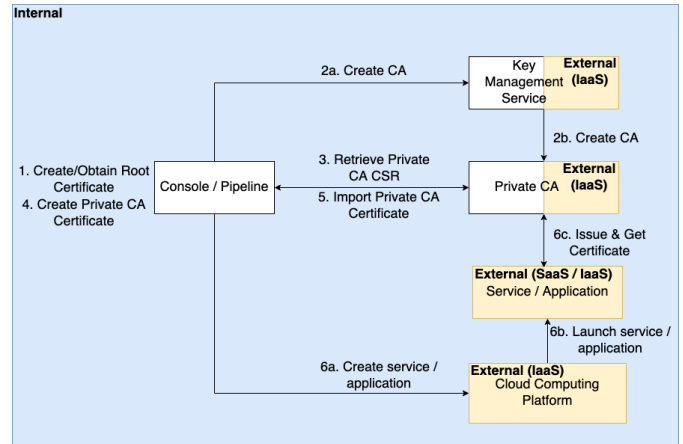 Internal
2a. Create CA
Key
Management
Service
External
(IaaS)
2b. Create CA
1. Create/Obtain Root
Certificate
4. Create Private CA
Certificate
Console / Pipeline
3. Retrieve Private
CA CSR
5. Import Private CA
Certificate
Private CA
External
(IaaS)
6c. Issue & Get
Certificate
External (SaaS / IaaS)
Service / Application
6b. Launch service /
application
6a. Create service /
application
External (IaaS)
Cloud Computing
Platform